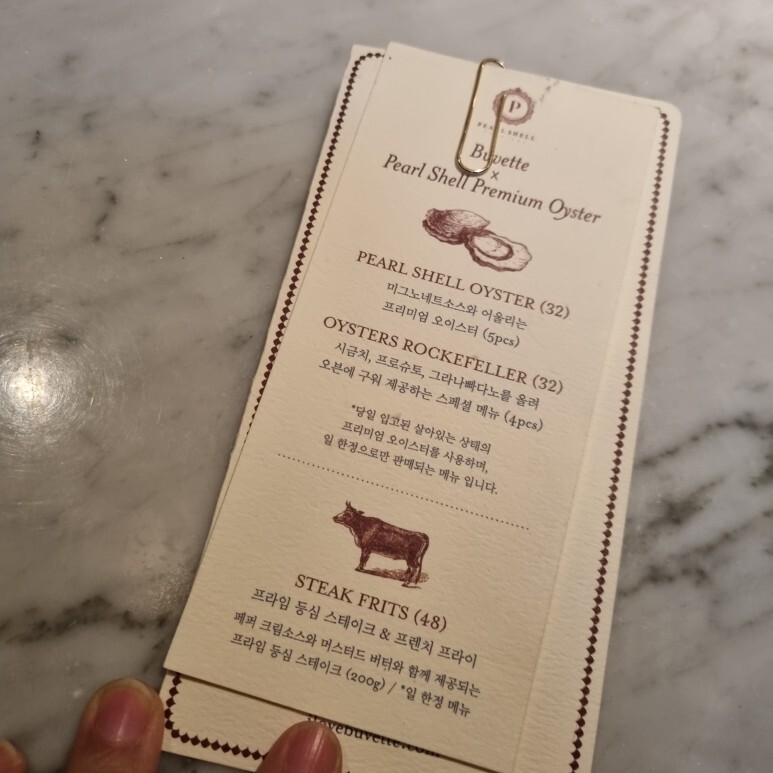 P
PEARL SHELL
Buvette
×
Pearl Shell Premium Oyster
PEARL SHELL OYSTER (32)
미그노네트소스와 어울리는
프리미엄 오이스터 (5pcs)
OYSTERS ROCKEFELLER (32)
시금치, 프로슈토, 그라나빠다노를 올려
오븐에 구워 제공하는 스페셜 메뉴 (4pcs)
*당일 입고된 살아있는 상태의
프리미엄 오이스터를 사용하며,
일 한정으로만 판매되는 메뉴 입니다.
STEAK FRITS (48)
프라임 등심 스테이크 & 프렌치 프라이
페퍼 크림소스와 머스터드 버터와 함께 제공되는
프라임 등심 스테이크 (200g) / *일 한정 메뉴